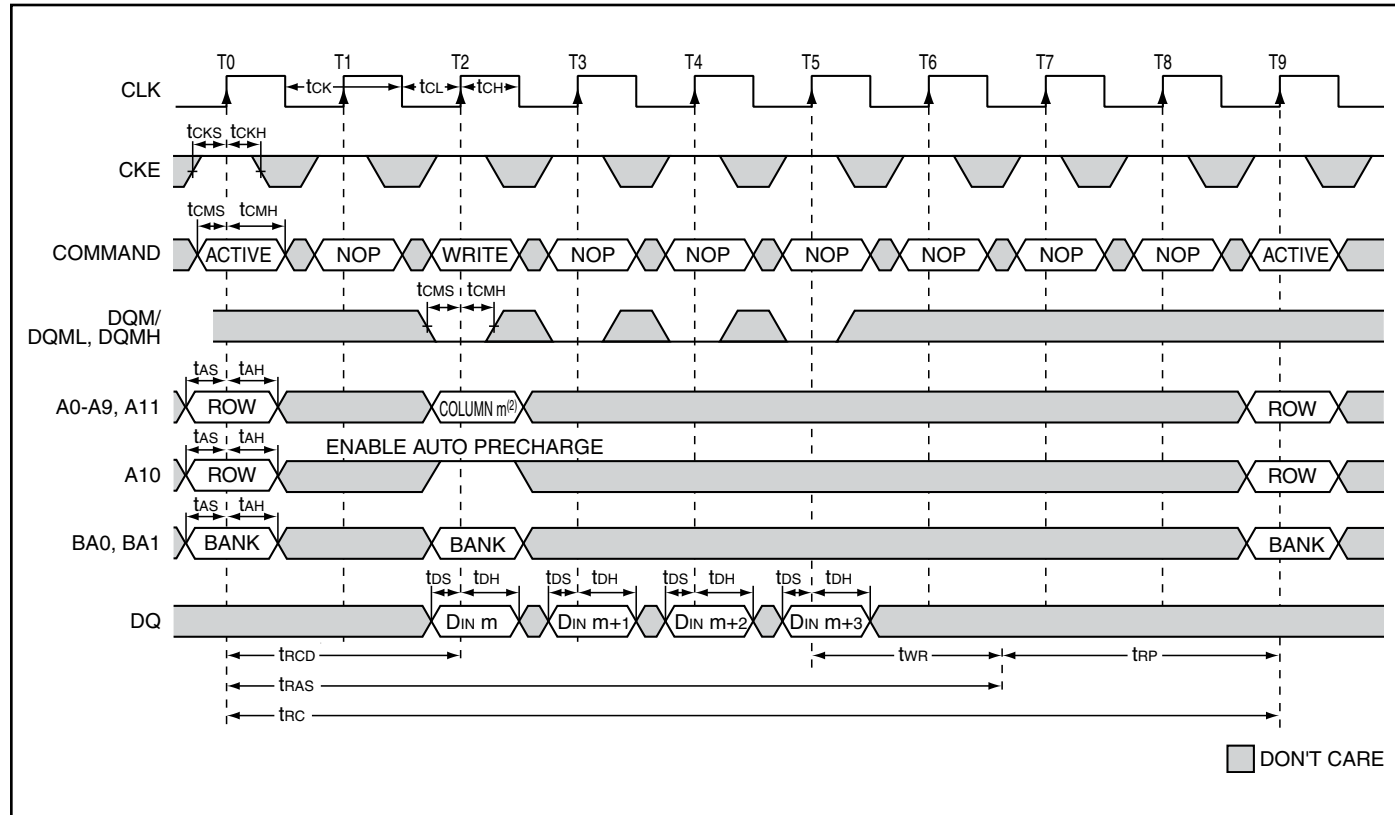 T0 T1 T2 T3 T4 T5 T6 T7 T8 T9
CLK tCK tCL tCH
tCKS tCKH
CKE
tCMS tCMH
COMMAND ACTIVE NOP WRITE NOP NOP NOP NOP NOP NOP ACTIVE
tCMS tCMH
DQM/
DQML, DQMH
tAS tAH
A0-A9, A11 ROW COLUMN m(2) ROW
tAS tAH ENABLE AUTO PRECHARGE
A10 ROW ROW
tAS tAH
BA0, BA1 BANK BANK BANK
tDS tDH tDS tDH tDS tDH tDS tDH
DQ DIN m DIN m+1 DIN m+2 DIN m+3
tRCD tWR tRP
tRAS
tRC
DON'T CARE